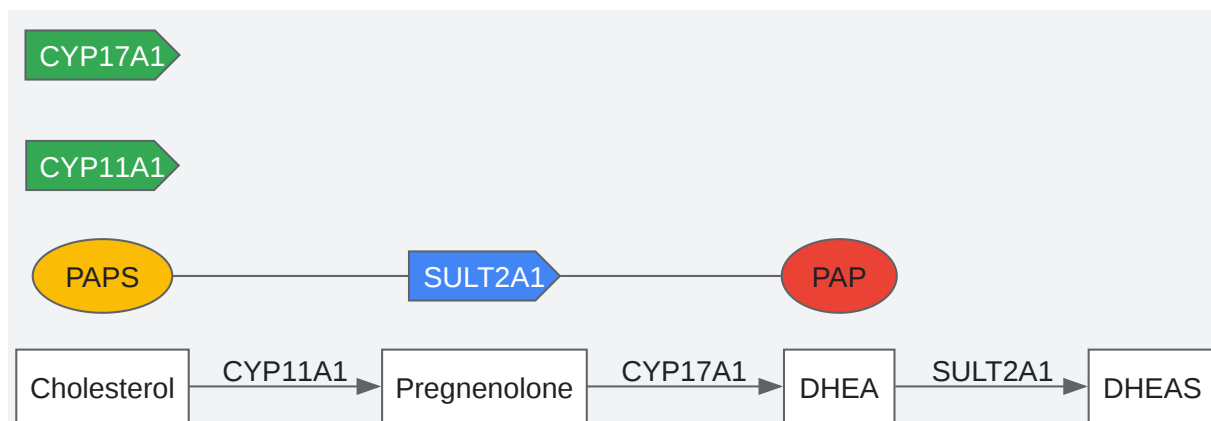 CYP17A1
CYP11A1
PAPS SULT2A1 PAP
CYP11A1 CYP17A1 SULT2A1
Cholesterol Pregnenolone DHEA DHEAS